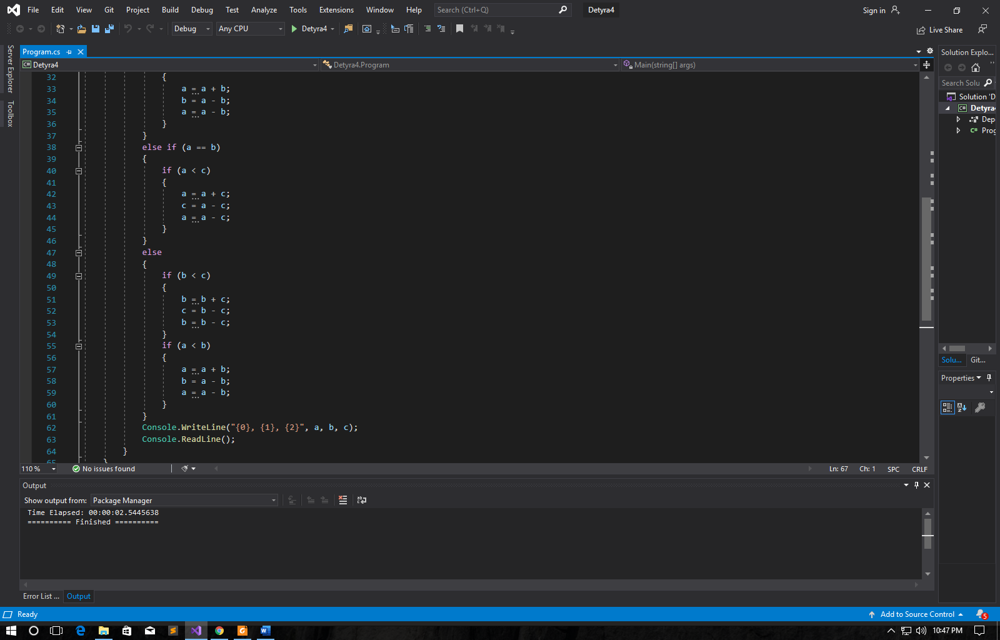 File Edit View Git Project Build Debug Test Analyze Tools Extensions Window Help Search (Ctrl+Q) Detyra4 Sign in
Debug Any CPU Detyra4 Live Share
Server Explorer
Toolbox
Program.cs
Detyra4 Detyra4.Program Main(string[] args)
32 {
33 a = a + b;
34 b = a - b;
35 a = a - b;
36 }
37 }
38 else if (a == b)
39 {
40 if (a < c)
41 {
42 a = a + c;
43 c = a - c;
44 a = a - c;
45 }
46 }
47 else
48 {
49 if (b < c)
50 {
51 b = b + c;
52 c = b - c;
53 b = b - c;
54 }
55 if (a < b)
56 {
57 a = a + b;
58 b = a - b;
59 a = a - b;
60 }
61 }
62 Console.WriteLine("{0}, {1}, {2}", a, b, c);
63 Console.ReadLine();
64 }
65 }
110 % No issues found Ln: 67 Ch: 1 SPC CRLF
Solution Explo...
Search Solu
Solution 'D
Detyra4
Dep
Prog
Solu... Git...
Properties
Output
Show output from: Package Manager
Time Elapsed: 00:00:02.5445638
========== Finished ==========
Error List ... Output
Ready Add to Source Control 5
10:47 PM